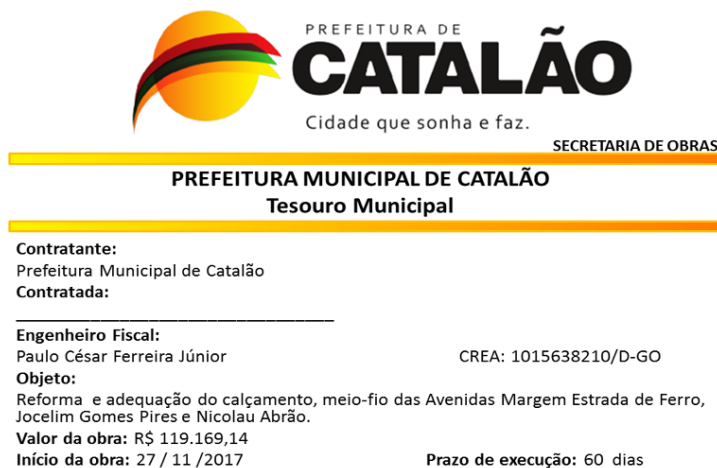 PREFEITURA DE
CATALÃO
Cidade que sonha e faz.
SECRETARIA DE OBRAS
PREFEITURA MUNICIPAL DE CATALÃO
Tesouro Municipal
Contratante:
Prefeitura Municipal de Catalão
Contratada:
__________________________________
Engenheiro Fiscal:
Paulo César Ferreira Júnior CREA: 1015638210/D-GO
Objeto:
Reforma e adequação do calçamento, meio-fio das Avenidas Margem Estrada de Ferro,
Jocelim Gomes Pires e Nicolau Abrão.
Valor da obra: R$ 119.169,14
Início da obra: 27 / 11 /2017 Prazo de execução: 60 dias